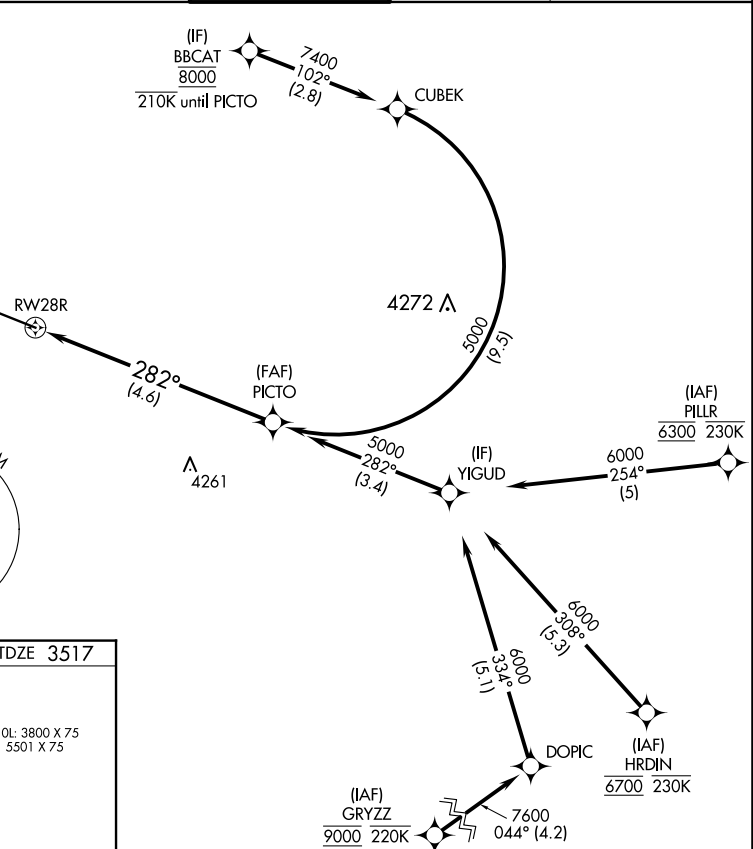 (IF)
BBCAT
8000
210K until PICTO
7400
102°
(2.8)
CUBEK
RW28R
4272
5000
(9.5)
282°
(4.6)
(FAF)
PICTO
(IAF)
PILLR
6300 230K
5000
282°
(3.4)
(IF)
YIGUD
6000
254°
(5)
4261
6000
308°
(5.3)
6000
334°
(5.1)
TDZE 3517
0L: 3800 X 75
5501 X 75
DOPIC
(IAF)
HRDIN
6700 230K
(IAF)
GRYZZ
9000 220K
7600
044° (4.2)